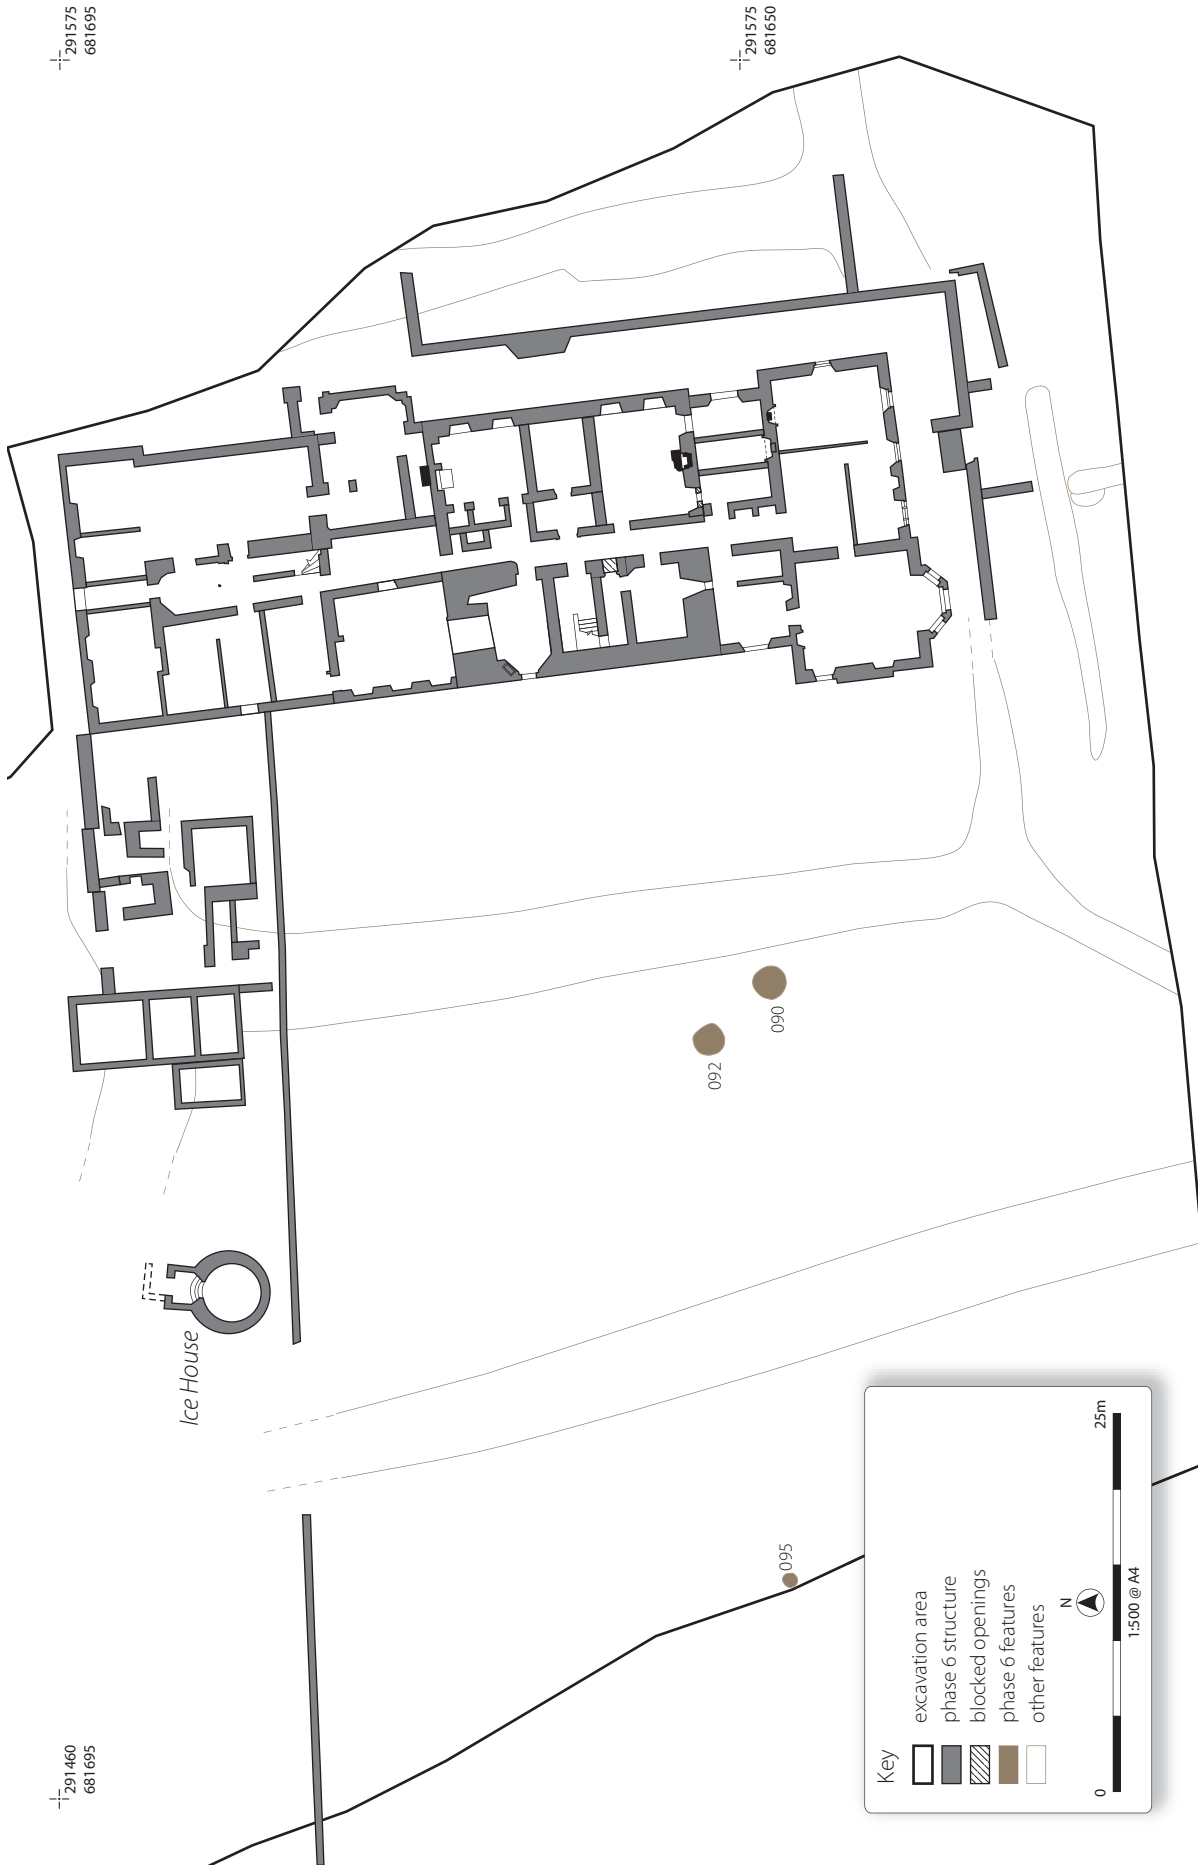 291575
681695
291575
681650
090
092
Ice House
095
291460
681695
Key
excavation area
phase 6 structure
blocked openings
phase 6 features
other features
N
0
25m
1:500 @ A4